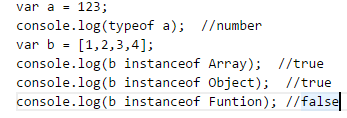 var a = 123;
console.log(typeof a);  //number
var b = [1,2,3,4];
console.log(b instanceof Array);  //true
console.log(b instanceof Object);  //true
console.log(b instanceof Funtion); //false